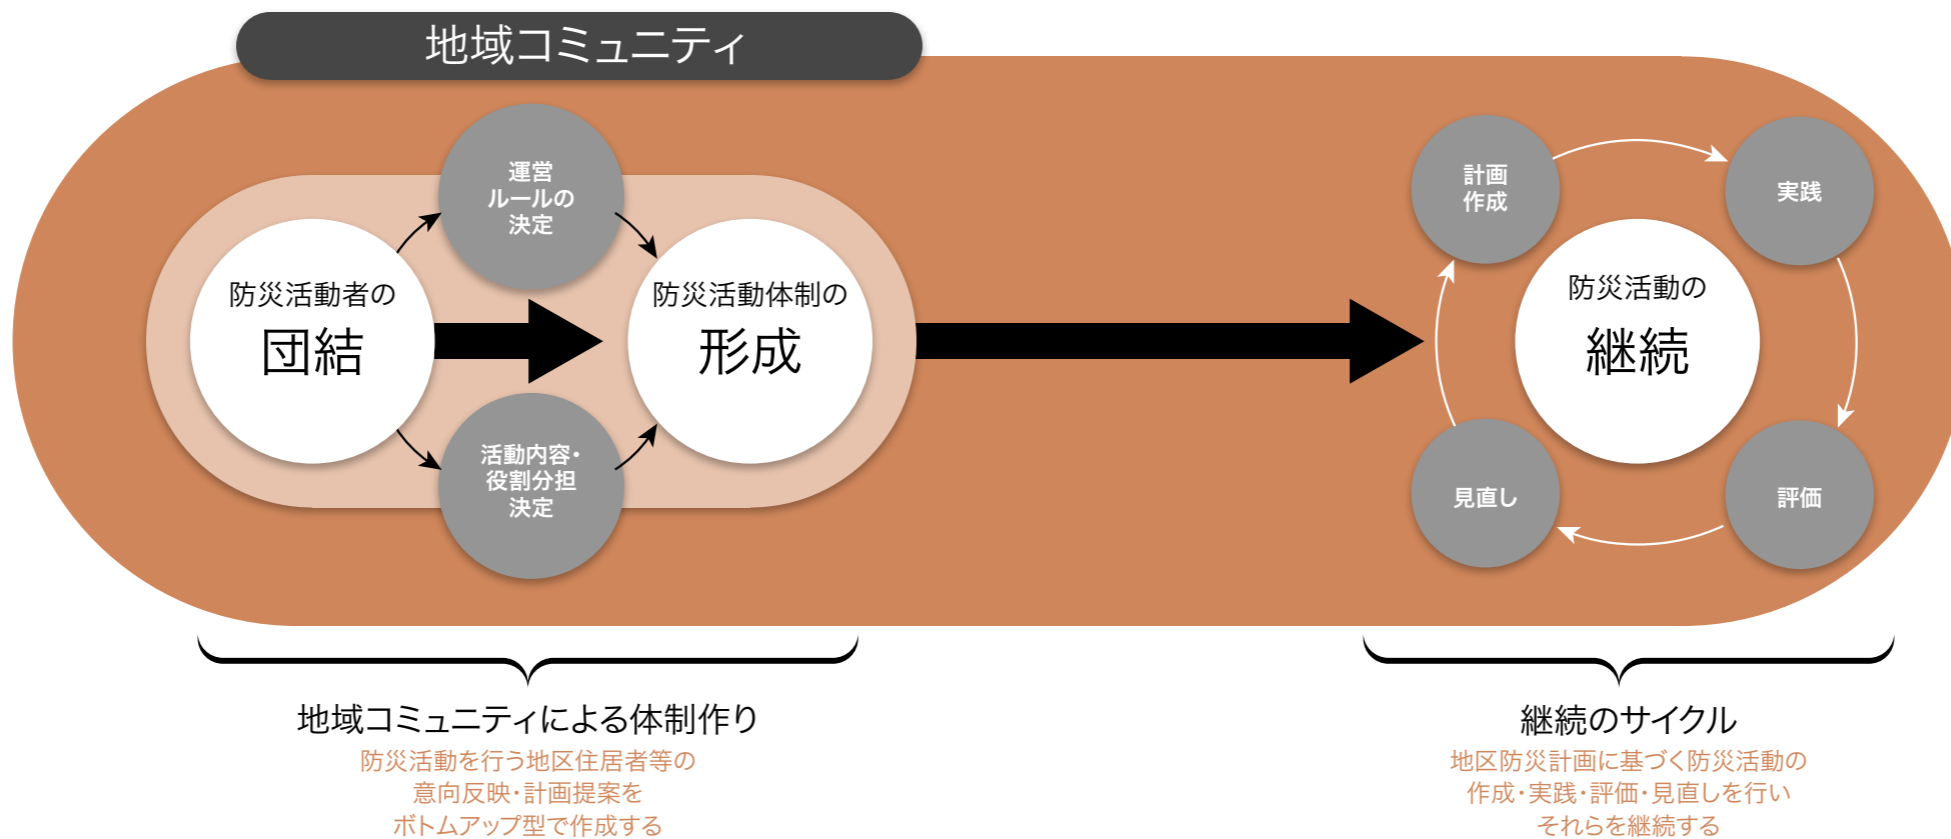 地域コミュニティ
運営
ルールの
決定
防災活動者の
団結
防災活動体制の
形成
活動内容・
役割分担
決定
計画
作成
実践
防災活動の
継続
見直し
評価
地域コミュニティによる体制作り
防災活動を行う地区住居者等の
意向反映・計画提案を
ボトムアップ型で作成する
継続のサイクル
地区防災計画に基づく防災活動の
作成・実践・評価・見直しを行い
それらを継続する